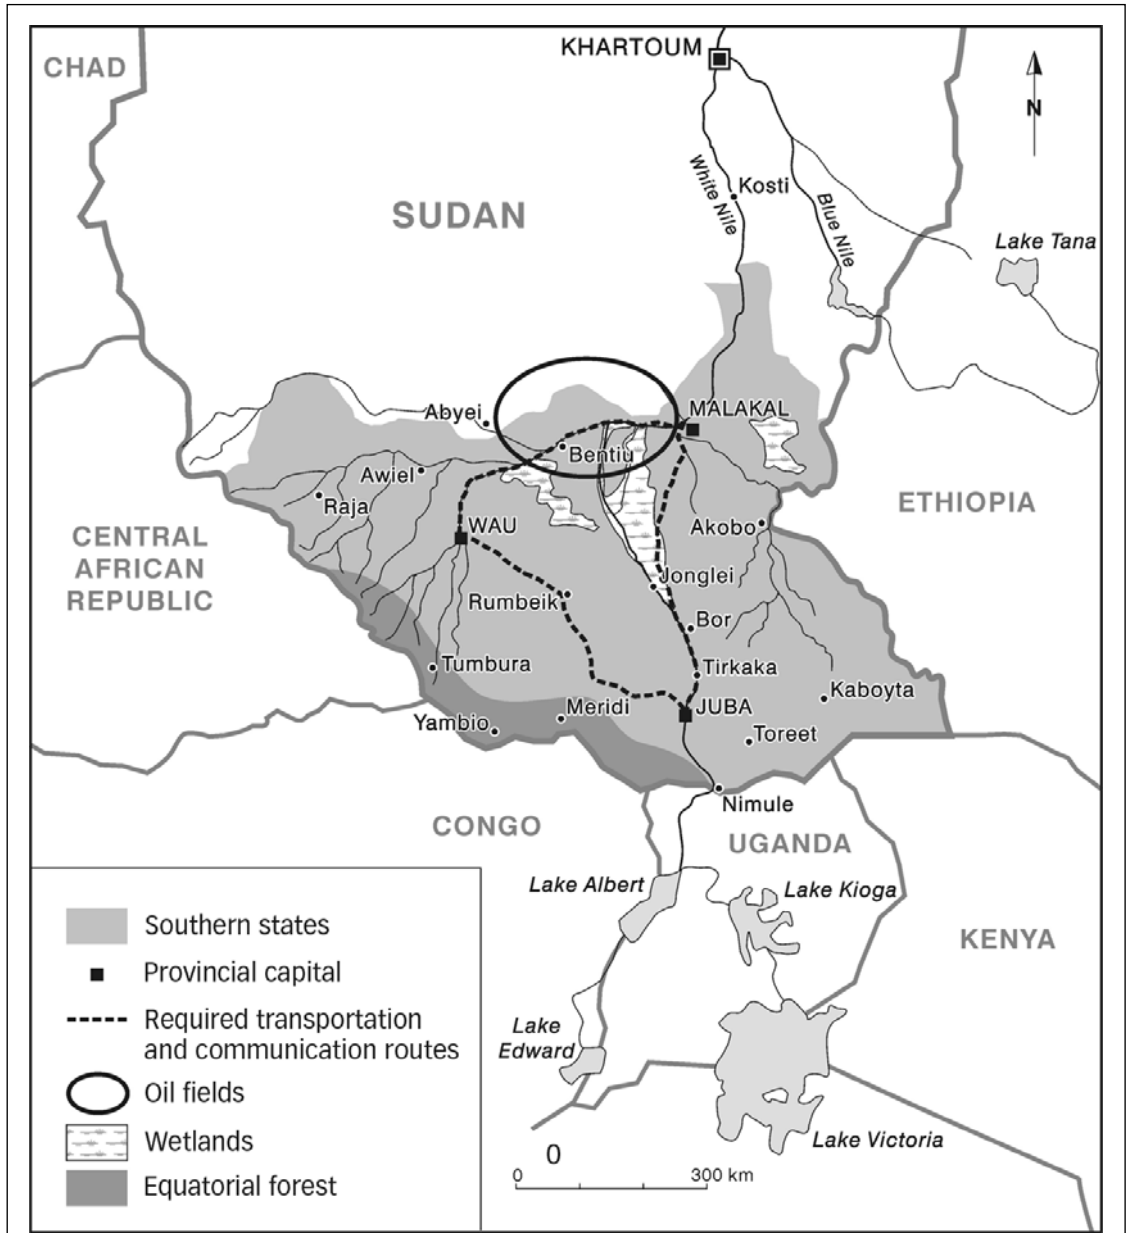 KHARTOUM
CHAD
N
White Nile
Kosti
SUDAN
Blue Nile
Lake Tana
Abyei
MALAKAL
Bentiu
Awiel
Raja
ETHIOPIA
WAU
Akobo
CENTRAL
AFRICAN
REPUBLIC
Jonglei
Rumbeik
Bor
Tumbura
Tirkaka
Kaboyta
Meridi
JUBA
Yambio
Toreet
Nimule
CONGO
UGANDA
Lake Albert
Lake Kioga
KENYA
Lake
Edward
Lake Victoria
Southern states
Provincial capital
Required transportation
and communication routes
Oil fields
Wetlands
Equatorial forest
0
0
300 km